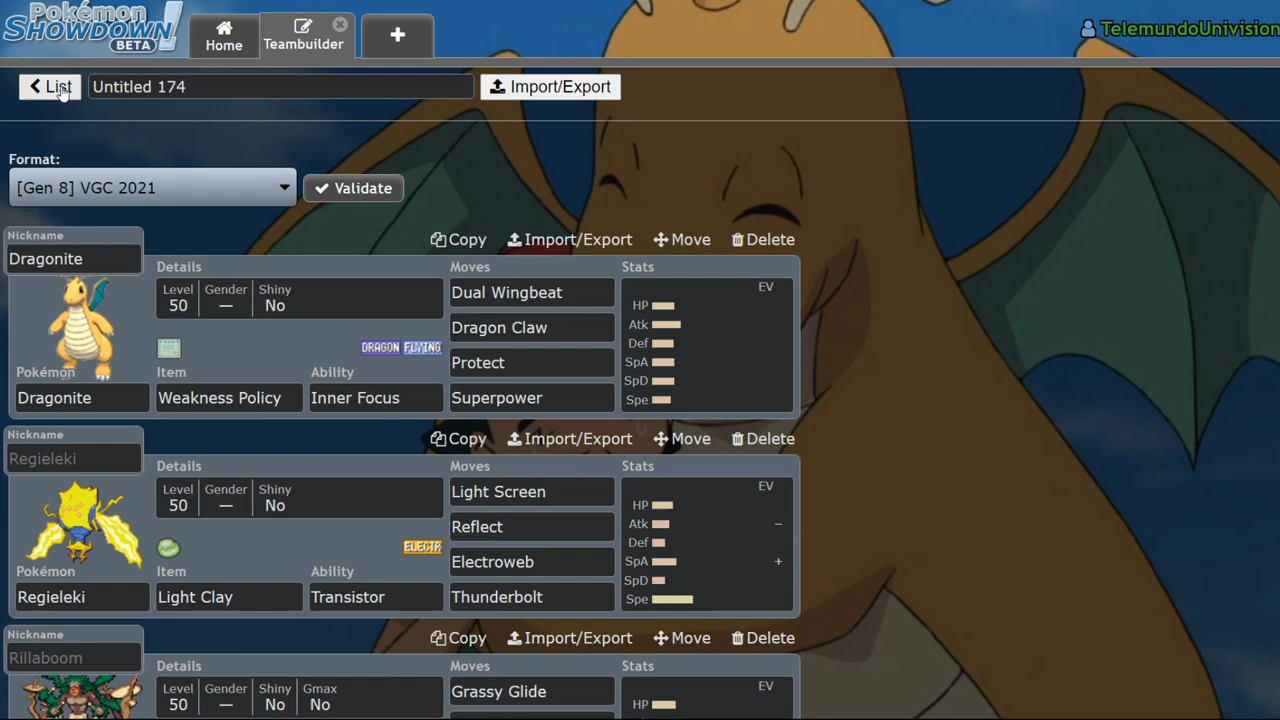 Pokémon
SHOWDOWN!
BETA
Home
Teambuilder
TelemundoUnivision
List
Untitled 174
Import/Export
Format:
[Gen 8] VGC 2021
Validate
Nickname
Dragonite
Copy Import/Export Move Delete
Details
Level Gender Shiny
50 — No
DRAGON FLYING
Pokémon Item Ability
Dragonite Weakness Policy Inner Focus
Moves
Dual Wingbeat
Dragon Claw
Protect
Superpower
Stats
EV
HP
Atk
Def
SpA
SpD
Spe
Nickname
Regieleki
Copy Import/Export Move Delete
Details
Level Gender Shiny
50 — No
ELECTR
Pokémon Item Ability
Regieleki Light Clay Transistor
Moves
Light Screen
Reflect
Electroweb
Thunderbolt
Stats
EV
HP
Atk −
Def
SpA +
SpD
Spe
Nickname
Rillaboom
Copy Import/Export Move Delete
Details
Level Gender Shiny Gmax
50 — No No
Moves
Grassy Glide
Stats
EV
HP